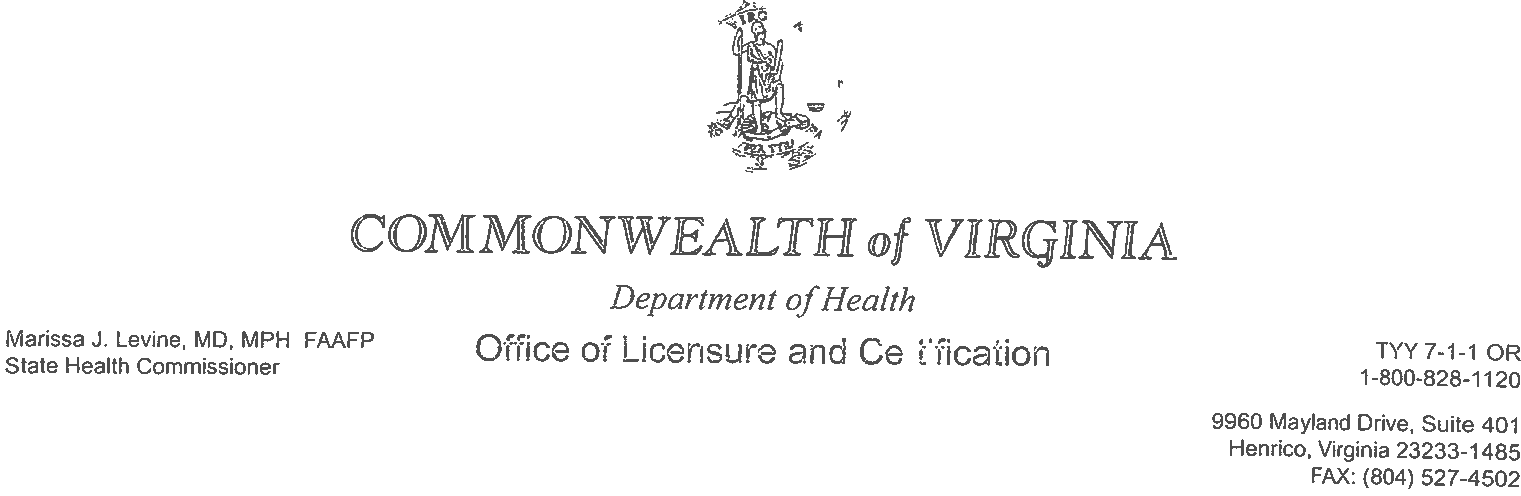 COMMONWEALTH of VIRGINIA
Department of Health
Marissa J. Levine, MD, MPH FAAFP
State Health Commissioner
Office of Licensure and Ce tification
TYY 7-1-1 OR
1-800-828-1120
9960 Mayland Drive, Suite 401
Henrico, Virginia 23233-1485
FAX: (804) 527-4502